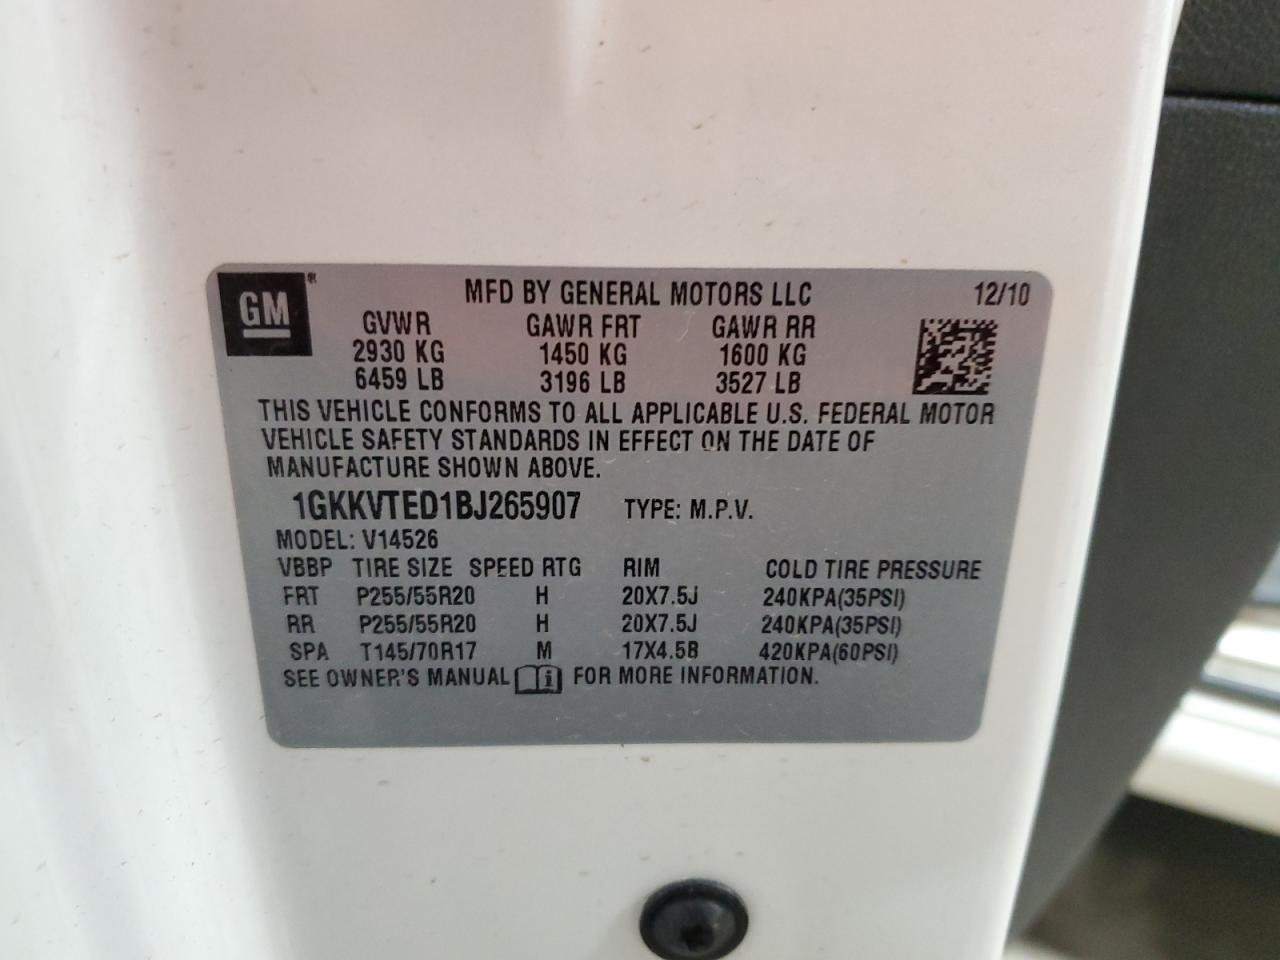 GM ® MFD BY GENERAL MOTORS LLC 12/10
GVWR GAWR FRT GAWR RR
2930 KG 1450 KG 1600 KG
6459 LB 3196 LB 3527 LB
THIS VEHICLE CONFORMS TO ALL APPLICABLE U.S. FEDERAL MOTOR
VEHICLE SAFETY STANDARDS IN EFFECT ON THE DATE OF
MANUFACTURE SHOWN ABOVE.
1GKKVTED1BJ265907 TYPE: M.P.V.
MODEL: V14526
VBBP TIRE SIZE SPEED RTG RIM COLD TIRE PRESSURE
FRT P255/55R20 H 20X7.5J 240KPA(35PSI)
RR P255/55R20 H 20X7.5J 240KPA(35PSI)
SPA T145/70R17 M 17X4.5B 420KPA(60PSI)
SEE OWNER'S MANUAL i FOR MORE INFORMATION.